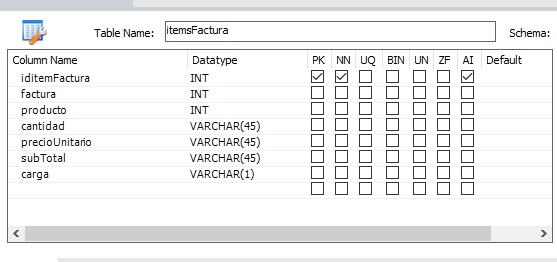 Table Name: itemsFactura Schema:
Column Name Datatype PK NN UQ BIN UN ZF AI Default
iditemFactura INT
factura INT
producto INT
cantidad VARCHAR(45)
precioUnitario VARCHAR(45)
subTotal VARCHAR(45)
carga VARCHAR(1)